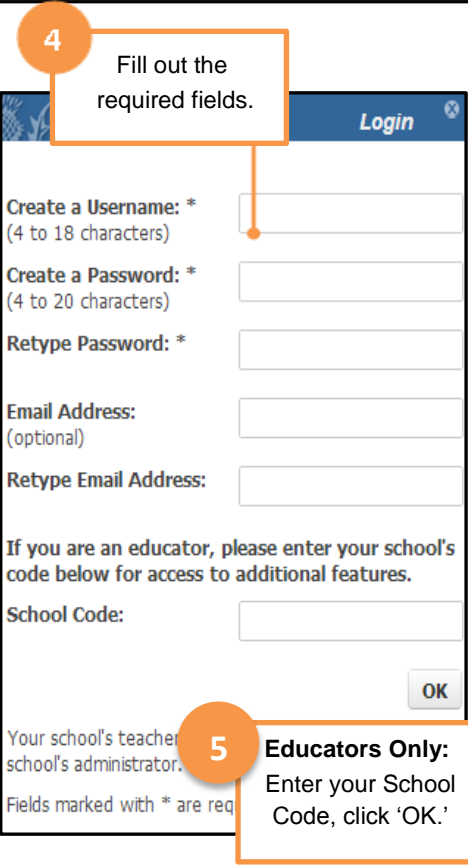 4
Fill out the
required fields.
Login
Create a Username: *
(4 to 18 characters)
Create a Password: *
(4 to 20 characters)
Retype Password: *
Email Address:
(optional)
Retype Email Address:
If you are an educator, please enter your school's
code below for access to additional features.
School Code:
OK
Your school's teacher
school's administrator.
Fields marked with * are req
5
Educators Only:
Enter your School
Code, click ‘OK.’